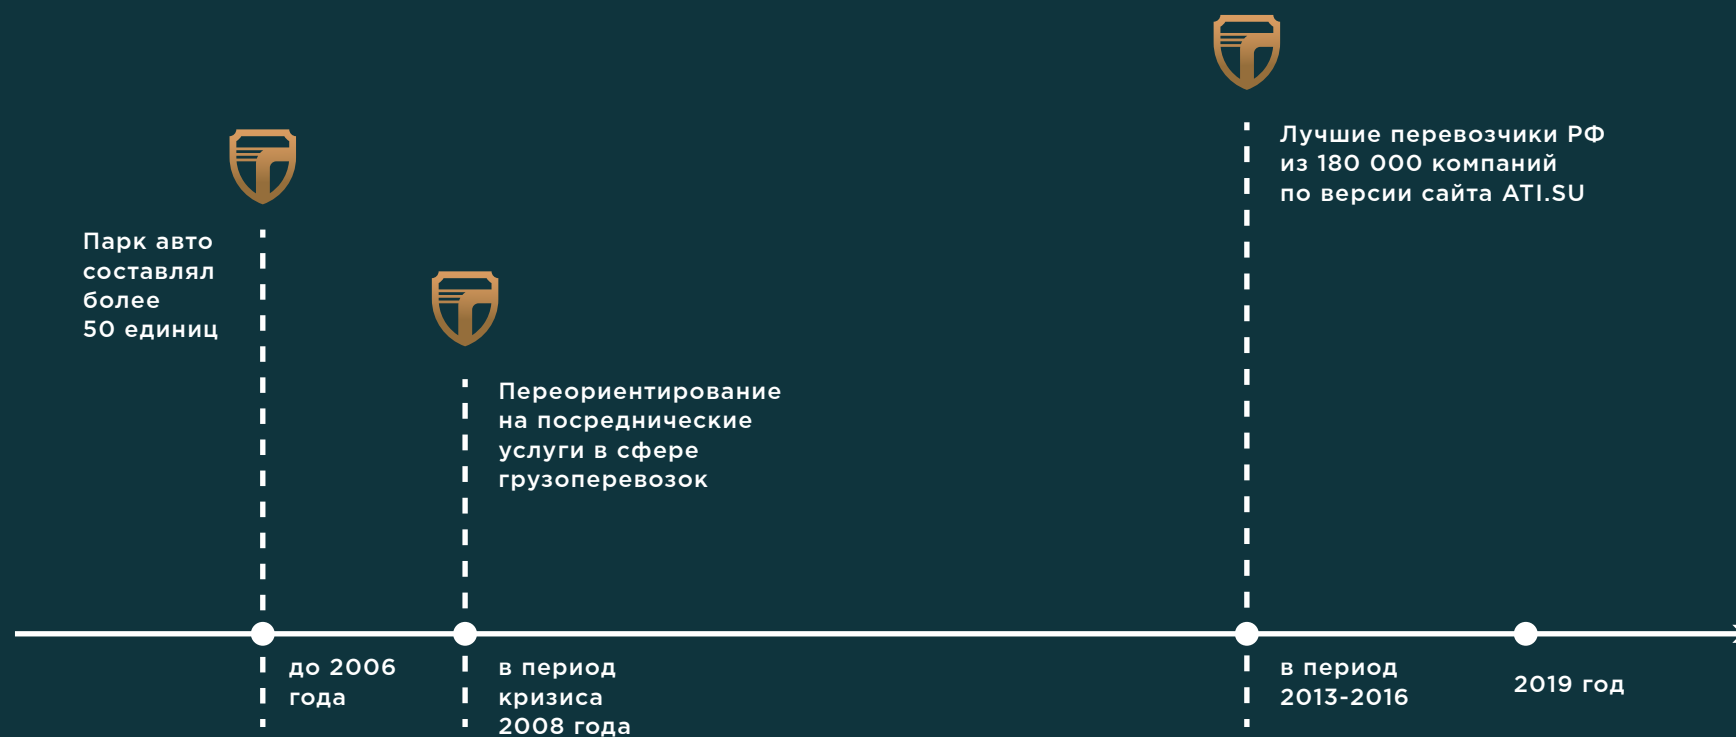 Парк авто
составлял
более
50 единиц
Переориентирование
на посреднические
услуги в сфере
грузоперевозок
Лучшие перевозчики РФ
из 180 000 компаний
по версии сайта ATI.SU
до 2006
года
в период
кризиса
2008 года
в период
2013-2016
2019 год